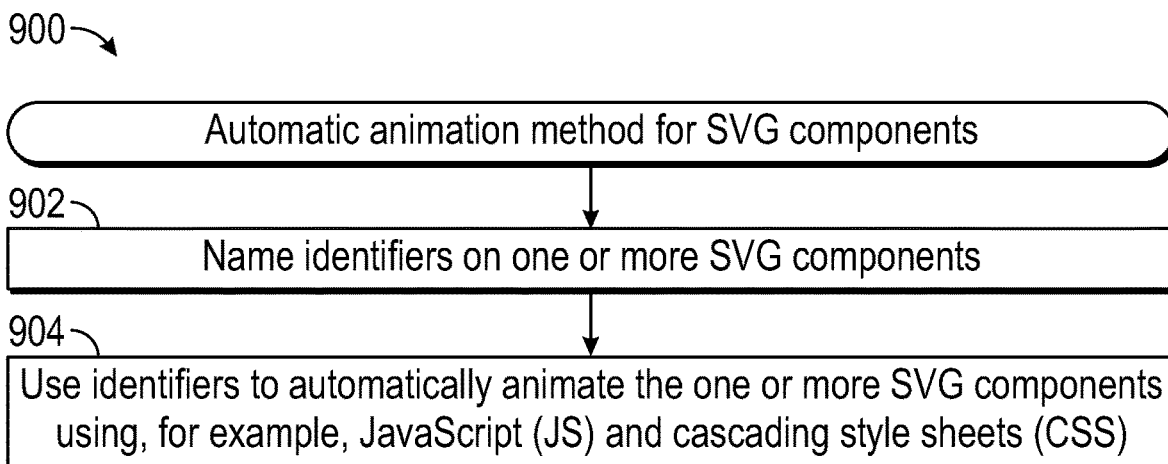 900
Automatic animation method for SVG components
902
Name identifiers on one or more SVG components
904
Use identifiers to automatically animate the one or more SVG components
using, for example, JavaScript (JS) and cascading style sheets (CSS)